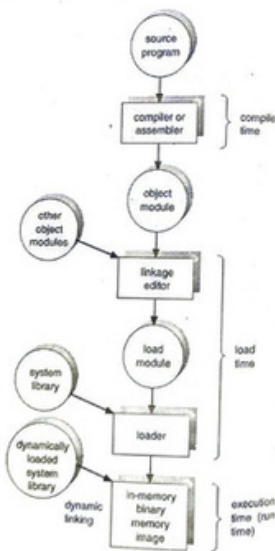 source
program
compiler or
assembler
compile
time
object
module
other
object
modules
linkage
editor
load
module
load
time
system
library
loader
dynamically
loaded
system
library
dynamic
linking
in-memory
binary
memory
image
execution
time (run
time)